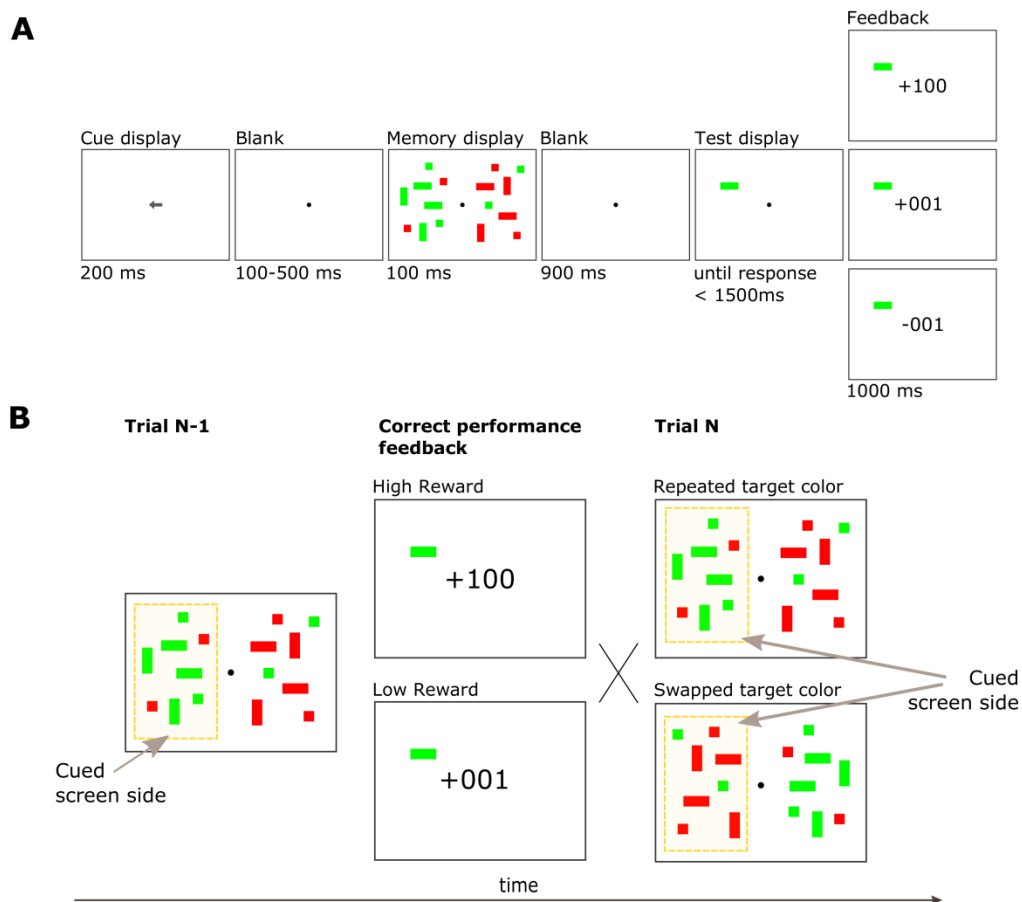 A
Feedback
+100
Cue display
Blank
Memory display
Blank
Test display
+001
200 ms
100-500 ms
100 ms
900 ms
until response
< 1500ms
-001
1000 ms
B
Trial N-1
Correct performance
feedback
Trial N
High Reward
Repeated target color
+100
Low Reward
Swapped target color
Cued
screen side
+001
Cued
screen side
time